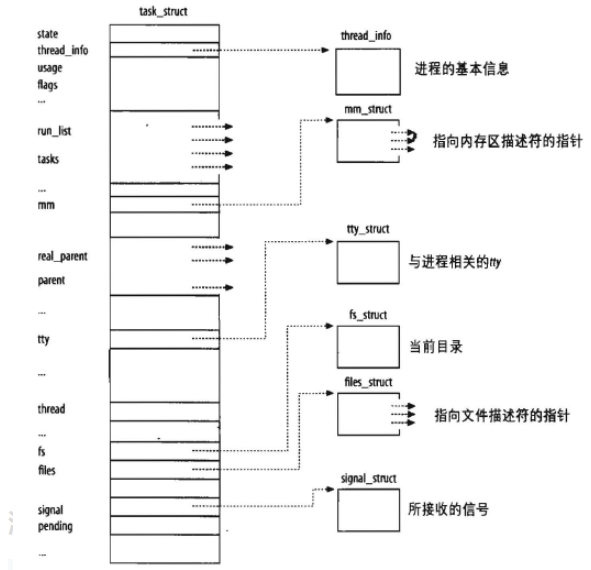 task_struct
state
thread_info
usage
flags
...
run_list
tasks
...
mm
real_parent
parent
...
tty
...
thread
...
fs
files
signal
pending
...
thread_info
进程的基本信息
mm_struct
指向内存区描述符的指针
tty_struct
与进程相关的tty
fs_struct
当前目录
files_struct
指向文件描述符的指针
signal_struct
所接收的信号